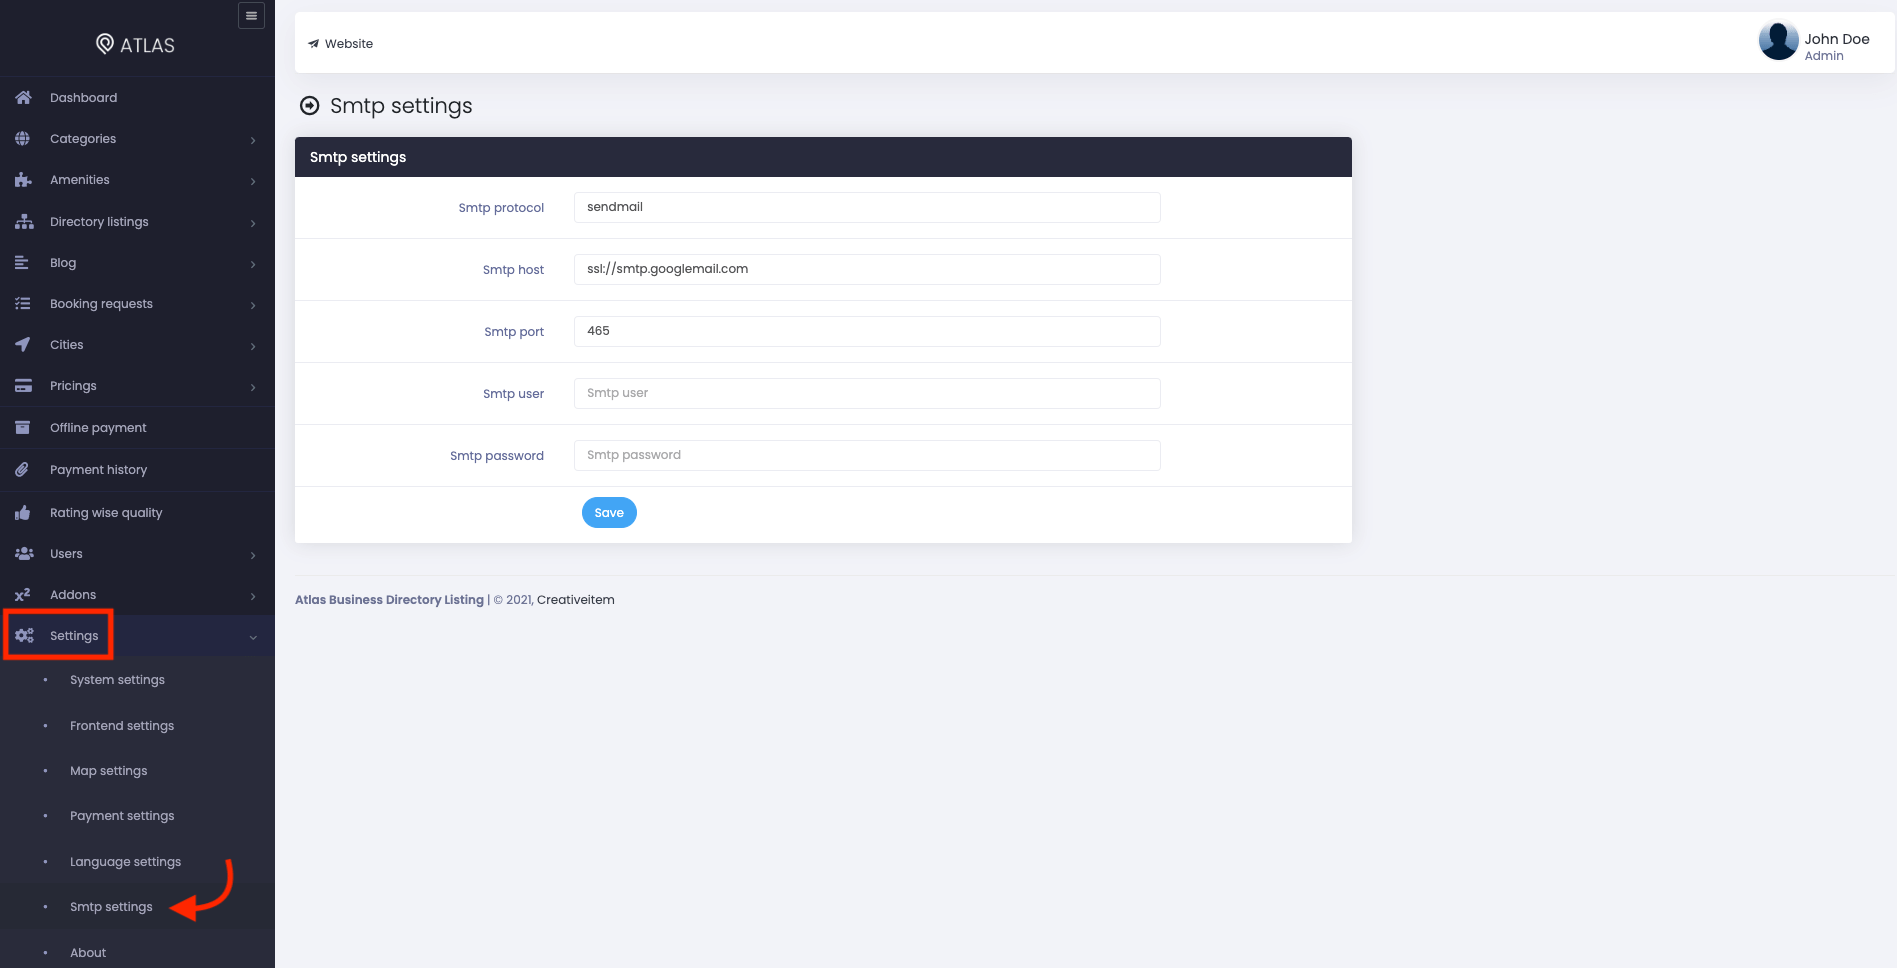 ATLAS
Dashboard
Categories
Amenities
Directory listings
Blog
Booking requests
Cities
Pricings
Offline payment
Payment history
Rating wise quality
Users
Addons
Settings
System settings
Frontend settings
Map settings
Payment settings
Language settings
Smtp settings
About
Website
John Doe
Admin
Smtp settings
Smtp settings
Smtp protocol sendmail
Smtp host ssl://smtp.googlemail.com
Smtp port 465
Smtp user Smtp user
Smtp password Smtp password
Save
Atlas Business Directory Listing | © 2021, Creativeitem